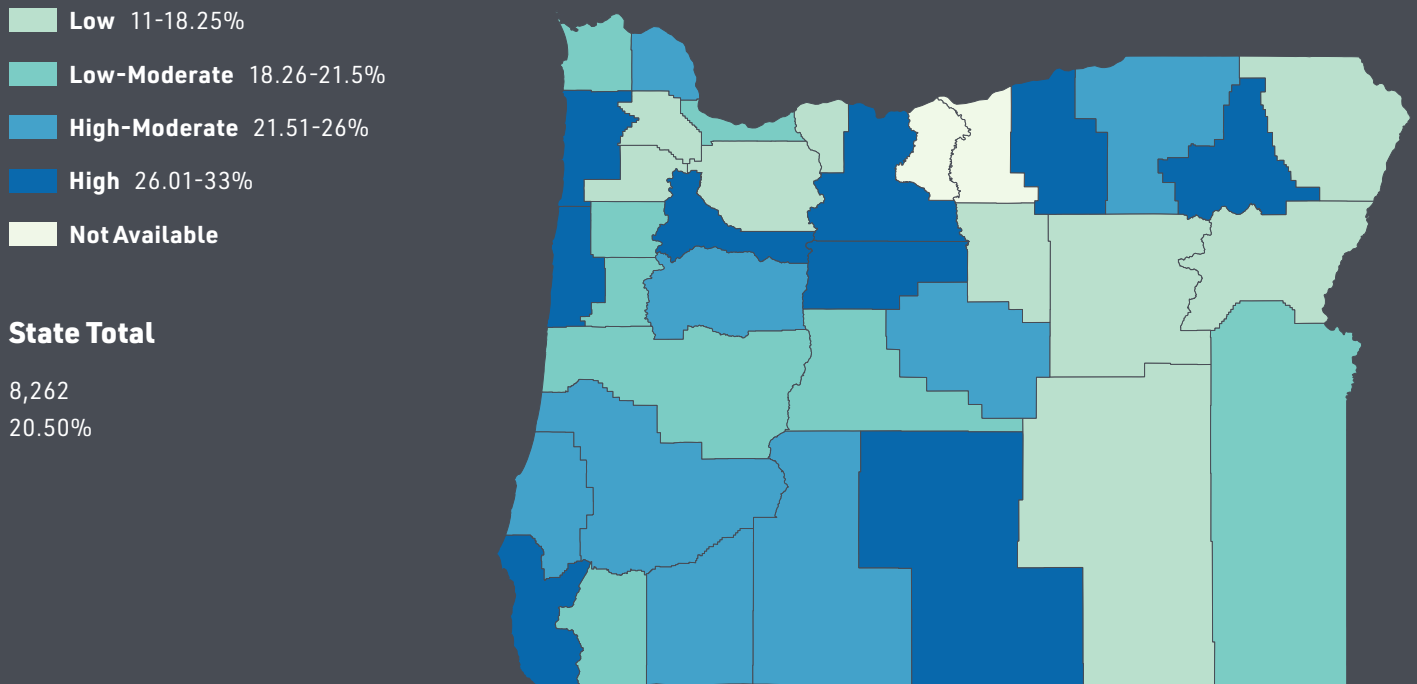 Low 11-18.25%
Low-Moderate 18.26-21.5%
High-Moderate 21.51-26%
High 26.01-33%
Not Available
State Total
8,262
20.50%